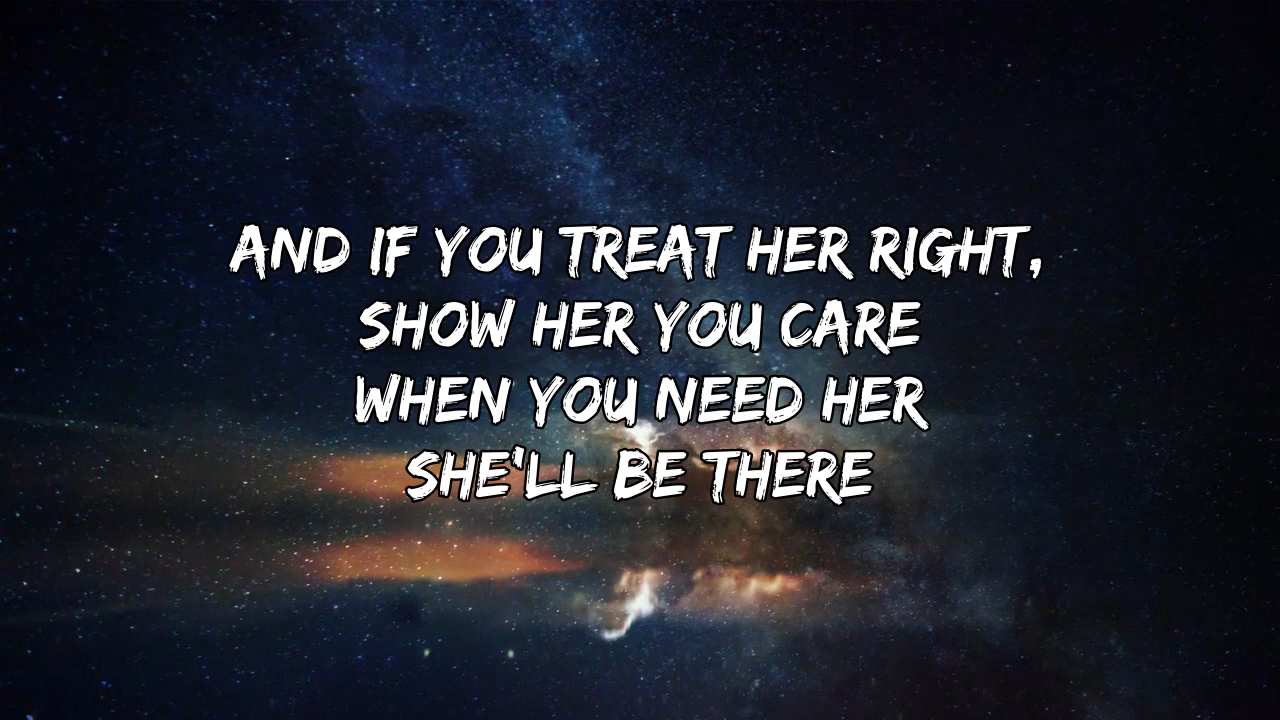 AND IF YOU TREAT HER RIGHT,
SHOW HER YOU CARE
WHEN YOU NEED HER
SHE'LL BE THERE